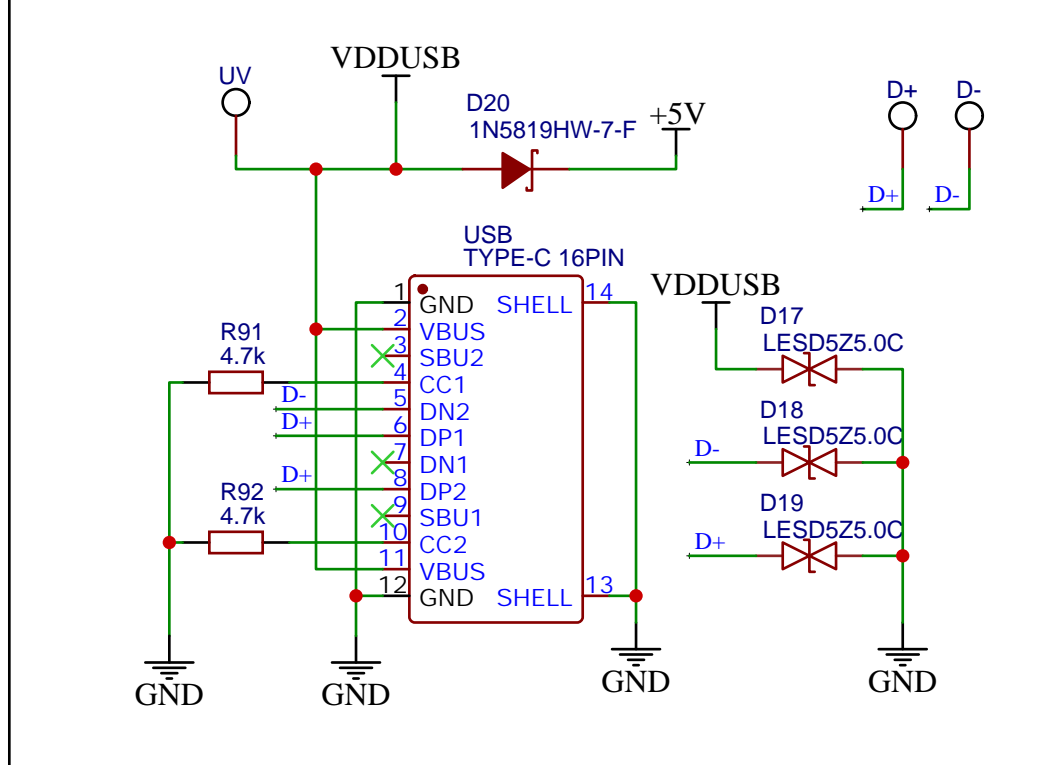 VDDUSB
UV
D20
1N5819HW-7-F
+5V
D+
D-
D+
D-
USB
TYPE-C 16PIN
1
GND
SHELL
14
2
VBUS
3
SBU2
R91
4.7k
4
CC1
D-
5
DN2
D+
6
DP1
7
DN1
D+
8
DP2
R92
4.7k
9
SBU1
10
CC2
11
VBUS
12
GND
SHELL
13
VDDUSB
D17
LESD5Z5.0C
D18
LESD5Z5.0C
D-
D19
LESD5Z5.0C
D+
GND
GND
GND
GND